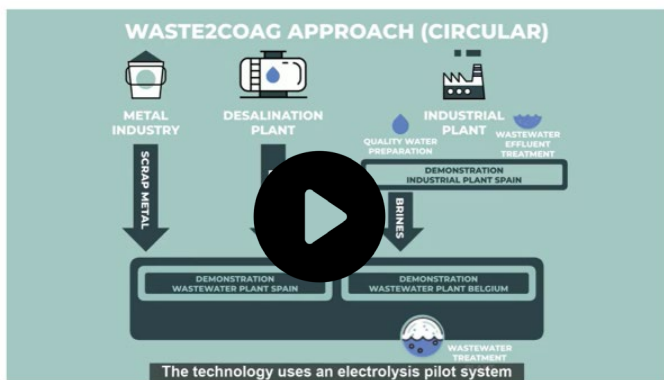 WASTE2COAG APPROACH (CIRCULAR)
METAL
INDUSTRY
DESALINATION
PLANT
INDUSTRIAL
PLANT
QUALITY WATER
PREPARATION
WASTEWATER
EFFLUENT
TREATMENT
DEMONSTRATION
INDUSTRIAL PLANT SPAIN
SCRAP METAL
BRINES
DEMONSTRATION
WASTEWATER PLANT SPAIN
DEMONSTRATION
WASTEWATER PLANT BELGIUM
WASTEWATER
TREATMENT
The technology uses an electrolysis pilot system